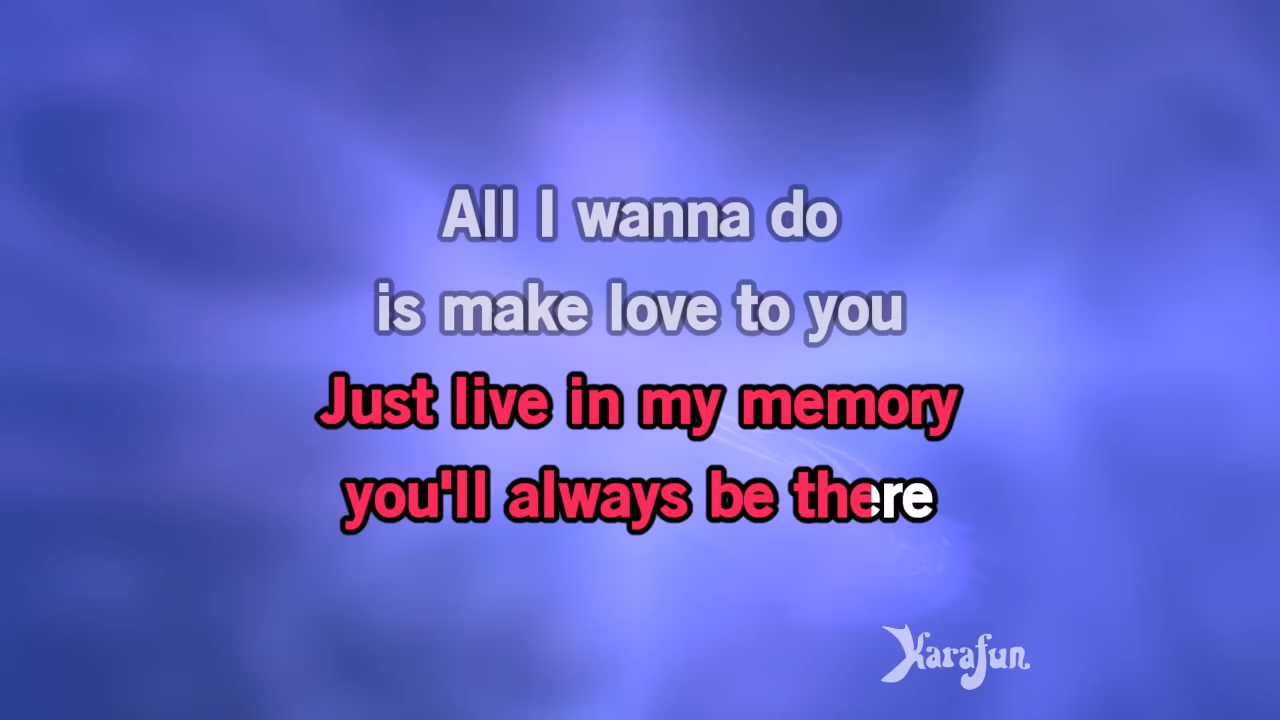 All I wanna do
is make love to you
Just live in my memory
you'll always be there
Karafun